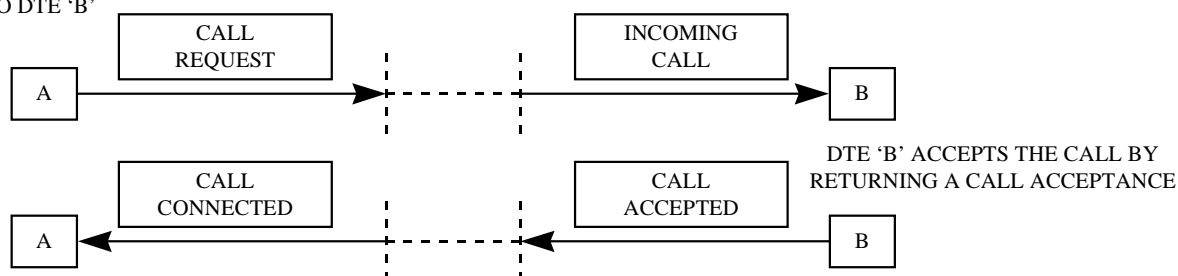 O DTE ‘B’
CALL
REQUEST
INCOMING
CALL
A
B
DTE ‘B’ ACCEPTS THE CALL BY
RETURNING A CALL ACCEPTANCE
CALL
CONNECTED
CALL
ACCEPTED
A
B